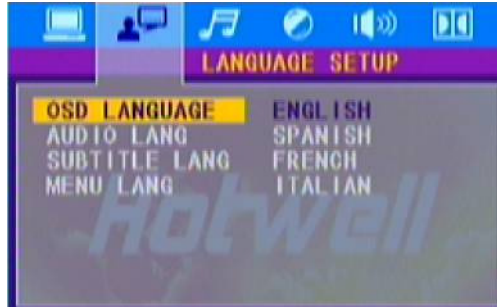 LANGUAGE SETUP
OSD LANGUAGE ENGLISH
AUDIO LANG SPANISH
SUBTITLE LANG FRENCH
MENU LANG ITALIAN
Hotwell